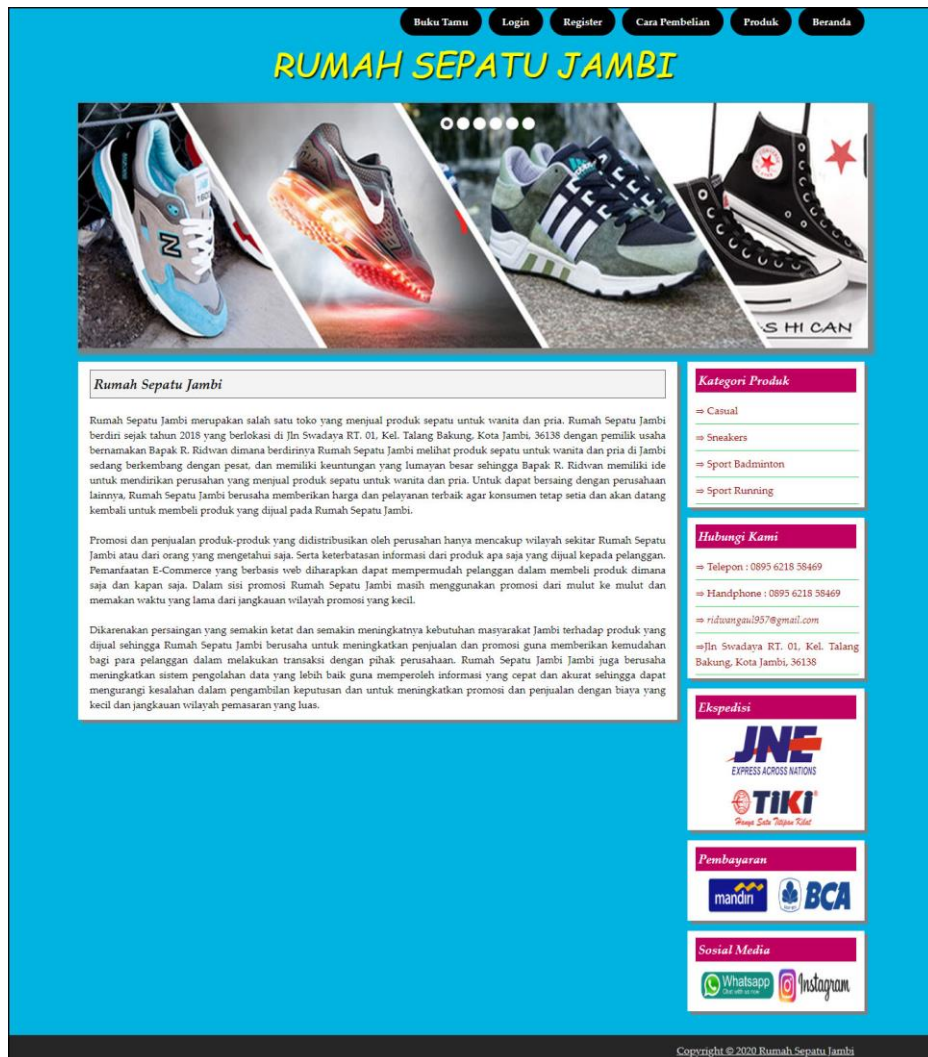 Buku Tamu
Login
Register
Cara Pembelian
Produk
Beranda
RUMAH SEPATU JAMBI
N
S HI CAN
Rumah Sepatu Jambi
Rumah Sepatu Jambi merupakan salah satu toko yang menjual produk sepatu untuk wanita dan pria. Rumah Sepatu Jambi
berdiri sejak tahun 2018 yang berlokasi di Jln Swadaya RT. 01, Kel. Talang Bakung, Kota Jambi, 36138 dengan pemilik usaha
bernamakan Bapak R. Ridwan dimana berdirinya Rumah Sepatu Jambi melihat produk sepatu untuk wanita dan pria di Jambi
sedang berkembang dengan pesat, dan memiliki keuntungan yang lumayan besar sehingga Bapak R. Ridwan memiliki ide
untuk mendirikan perusahan yang menjual produk sepatu untuk wanita dan pria. Untuk dapat bersaing dengan perusahaan
lainnya, Rumah Sepatu Jambi berusaha memberikan harga dan pelayanan terbaik agar konsumen tetap setia dan akan datang
kembali untuk membeli produk yang dijual pada Rumah Sepatu Jambi.
Promosi dan penjualan produk-produk yang didistribusikan oleh perusahan hanya mencakup wilayah sekitar Rumah Sepatu
Jambi atau dari orang yang mengetahui saja. Serta keterbatasan informasi dari produk apa saja yang dijual kepada pelanggan.
Pemanfaatan E-Commerce yang berbasis web diharapkan dapat mempermudah pelanggan dalam membeli produk dimana
saja dan kapan saja. Dalam sisi promosi Rumah Sepatu Jambi masih menggunakan promosi dari mulut ke mulut dan
memakan waktu yang lama dari jangkauan wilayah promosi yang kecil.
Dikarenakan persaingan yang semakin ketat dan semakin meningkatnya kebutuhan masyarakat Jambi terhadap produk yang
dijual sehingga Rumah Sepatu Jambi berusaha untuk meningkatkan penjualan dan promosi guna memberikan kemudahan
bagi para pelanggan dalam melakukan transaksi dengan pihak perusahaan. Rumah Sepatu Jambi Jambi juga berusaha
meningkatkan sistem pengolahan data yang lebih baik guna memperoleh informasi yang cepat dan akurat sehingga dapat
mengurangi kesalahan dalam pengambilan keputusan dan untuk meningkatkan promosi dan penjualan dengan biaya yang
kecil dan jangkauan wilayah pemasaran yang luas.
Kategori Produk
⇒ Casual
⇒ Sneakers
⇒ Sport Badminton
⇒ Sport Running
Hubungi Kami
⇒ Telepon : 0895 6218 58469
⇒ Handphone : 0895 6218 58469
⇒ ridwangaul957@gmail.com
⇒Jln Swadaya RT. 01, Kel. Talang
Bakung, Kota Jambi, 36138
Ekspedisi
JNE
EXPRESS ACROSS NATIONS
TIKI
Hanya Satu Titipan Kilat
Pembayaran
mandiri
BCA
Sosial Media
Whatsapp
Chat with us now
Instagram
Copyright © 2020 Rumah Sepatu Jambi